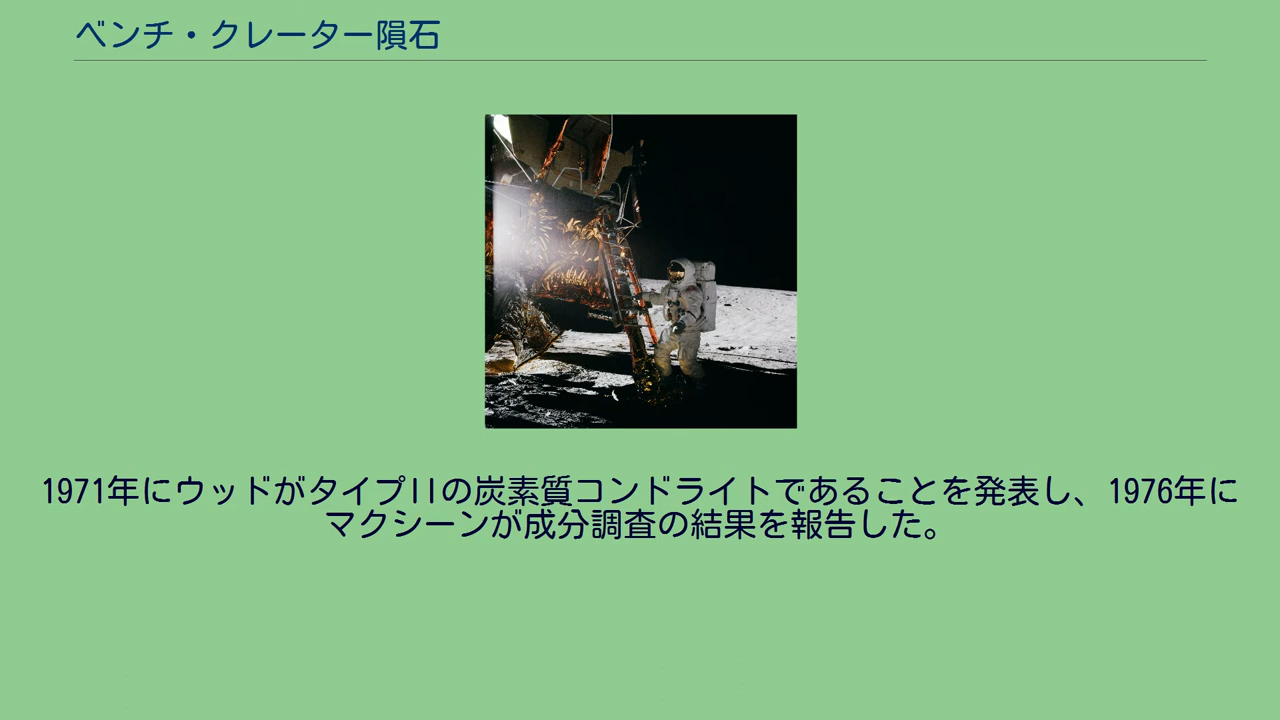 ベンチ・クレーター隕石
1971年にウッドがタイプIIの炭素質コンドライトであることを発表し、1976年に
マクシーンが成分調査の結果を報告した。